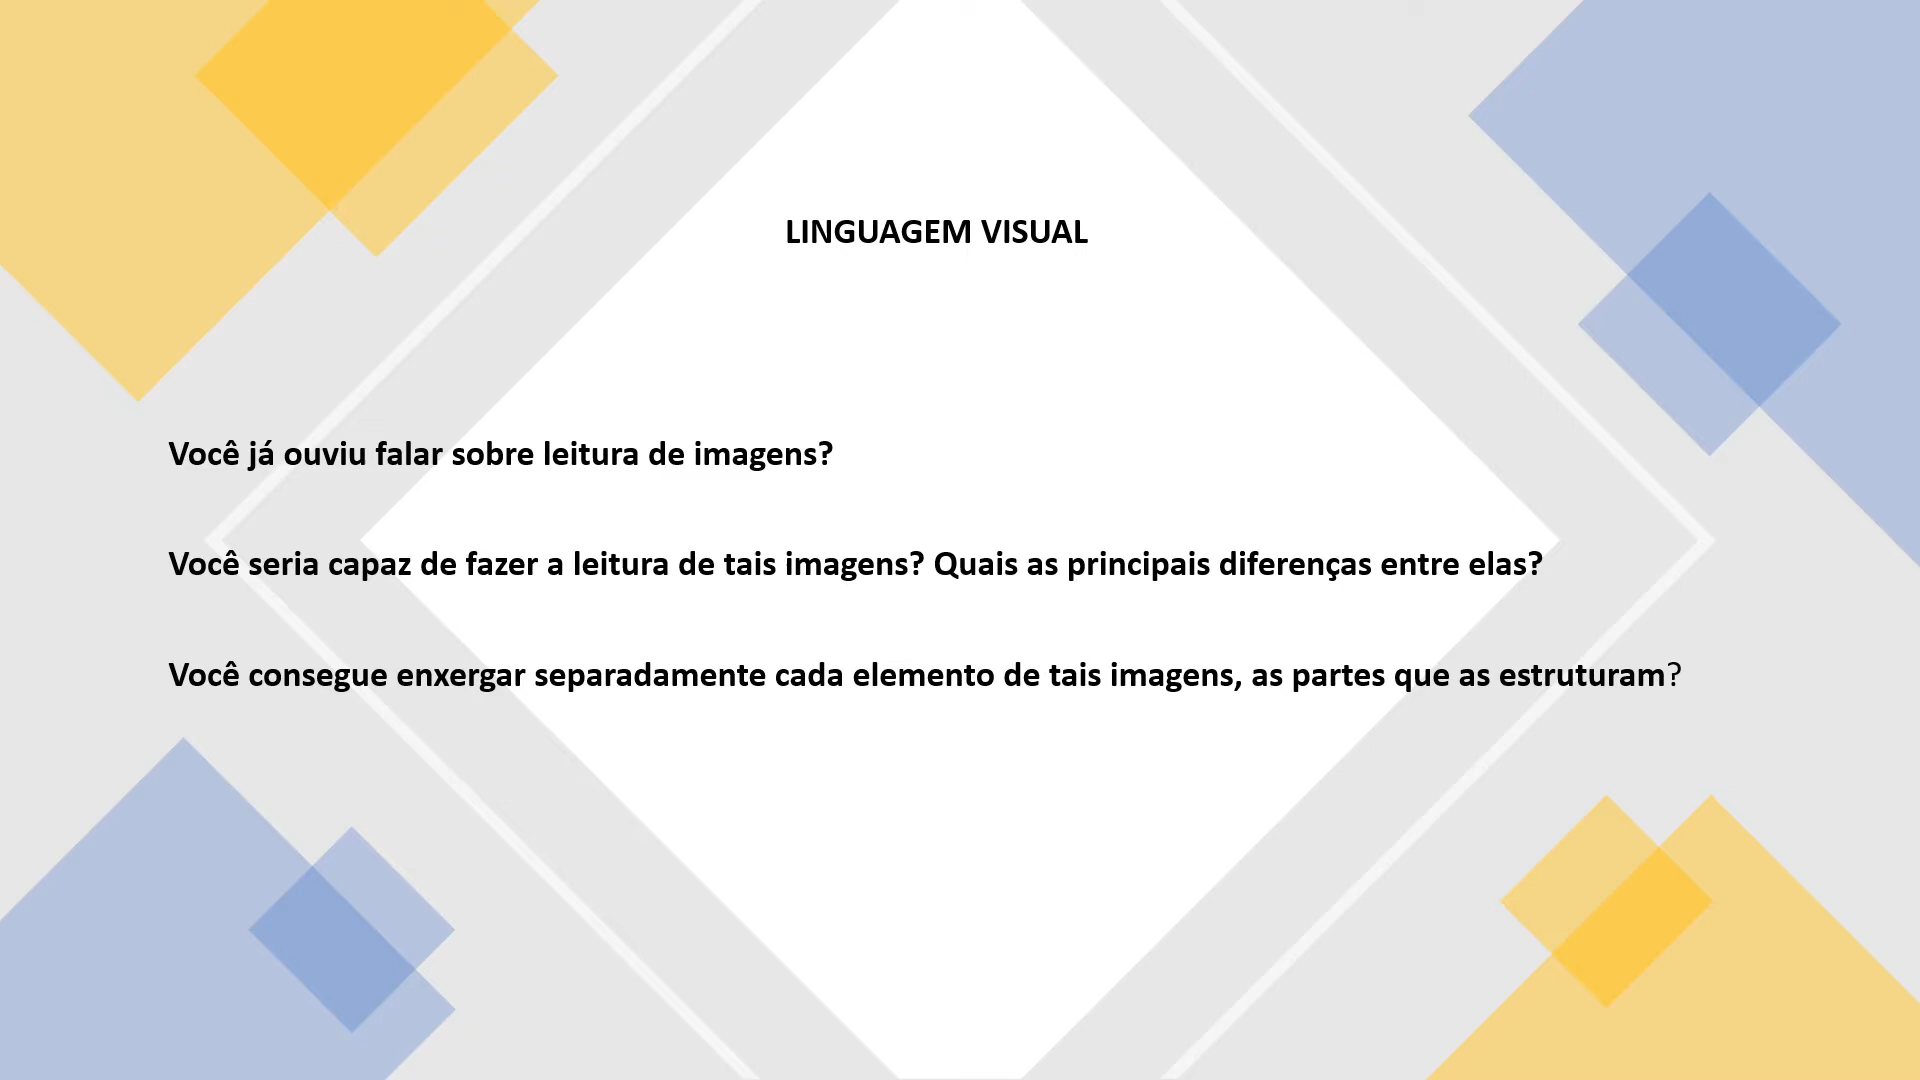 LINGUAGEM VISUAL
Você já ouviu falar sobre leitura de imagens?
Você seria capaz de fazer a leitura de tais imagens? Quais as principais diferenças entre elas?
Você consegue enxergar separadamente cada elemento de tais imagens, as partes que as estruturam?